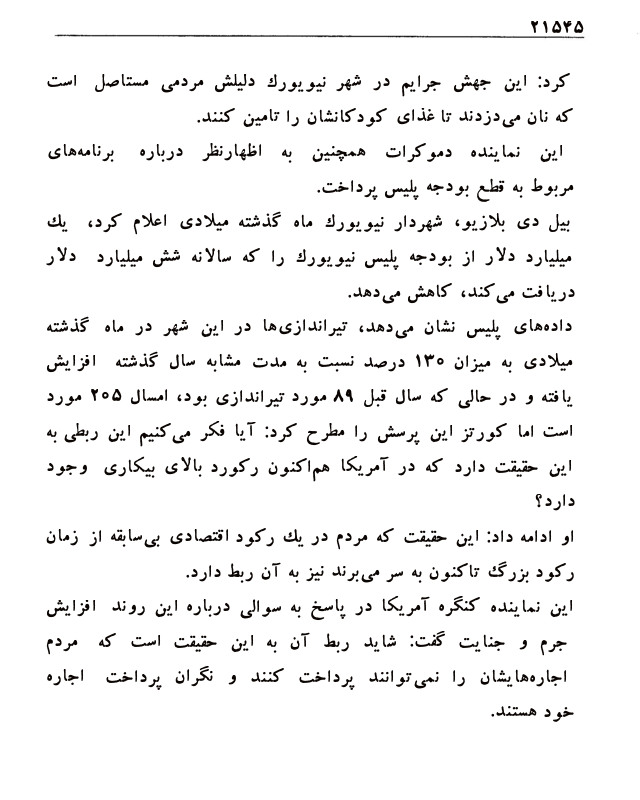 ۲۱۵۴۵
کرد: این جهش جرایم در شهر نیویورك دلیلش مردمی مستاصل است
که نان می‌دزدند تا غذای کودکانشان را تامین کنند.
این نماینده دموکرات همچنین به اظهارنظر درباره برنامه‌های
مربوط به قطع بودجه پلیس پرداخت.
بیل دی بلازیو، شهردار نیویورك ماه گذشته میلادی اعلام کرد، یك
میلیارد دلار از بودجه پلیس نیویورك را که سالانه شش میلیارد دلار
دریافت می‌کند، کاهش می‌دهد.
داده‌های پلیس نشان می‌دهد، تیراندازی‌ها در این شهر در ماه گذشته
میلادی به میزان ۱۳۰ درصد نسبت به مدت مشابه سال گذشته افزایش
یافته و در حالی که سال قبل ۸۹ مورد تیراندازی بود، امسال ۲۰۵ مورد
است اما کورتز این پرسش را مطرح کرد: آیا فکر می‌کنیم این ربطی به
این حقیقت دارد که در آمریکا هم‌اکنون رکورد بالای بیکاری وجود
دارد؟
او ادامه داد: این حقیقت که مردم در یك رکود اقتصادی بی‌سابقه از زمان
رکود بزرگ تاکنون به سر می‌برند نیز به آن ربط دارد.
این نماینده کنگره آمریکا در پاسخ به سوالی درباره این روند افزایش
جرم و جنایت گفت: شاید ربط آن به این حقیقت است که مردم
اجاره‌هایشان را نمی‌توانند پرداخت کنند و نگران پرداخت اجاره
خود هستند.